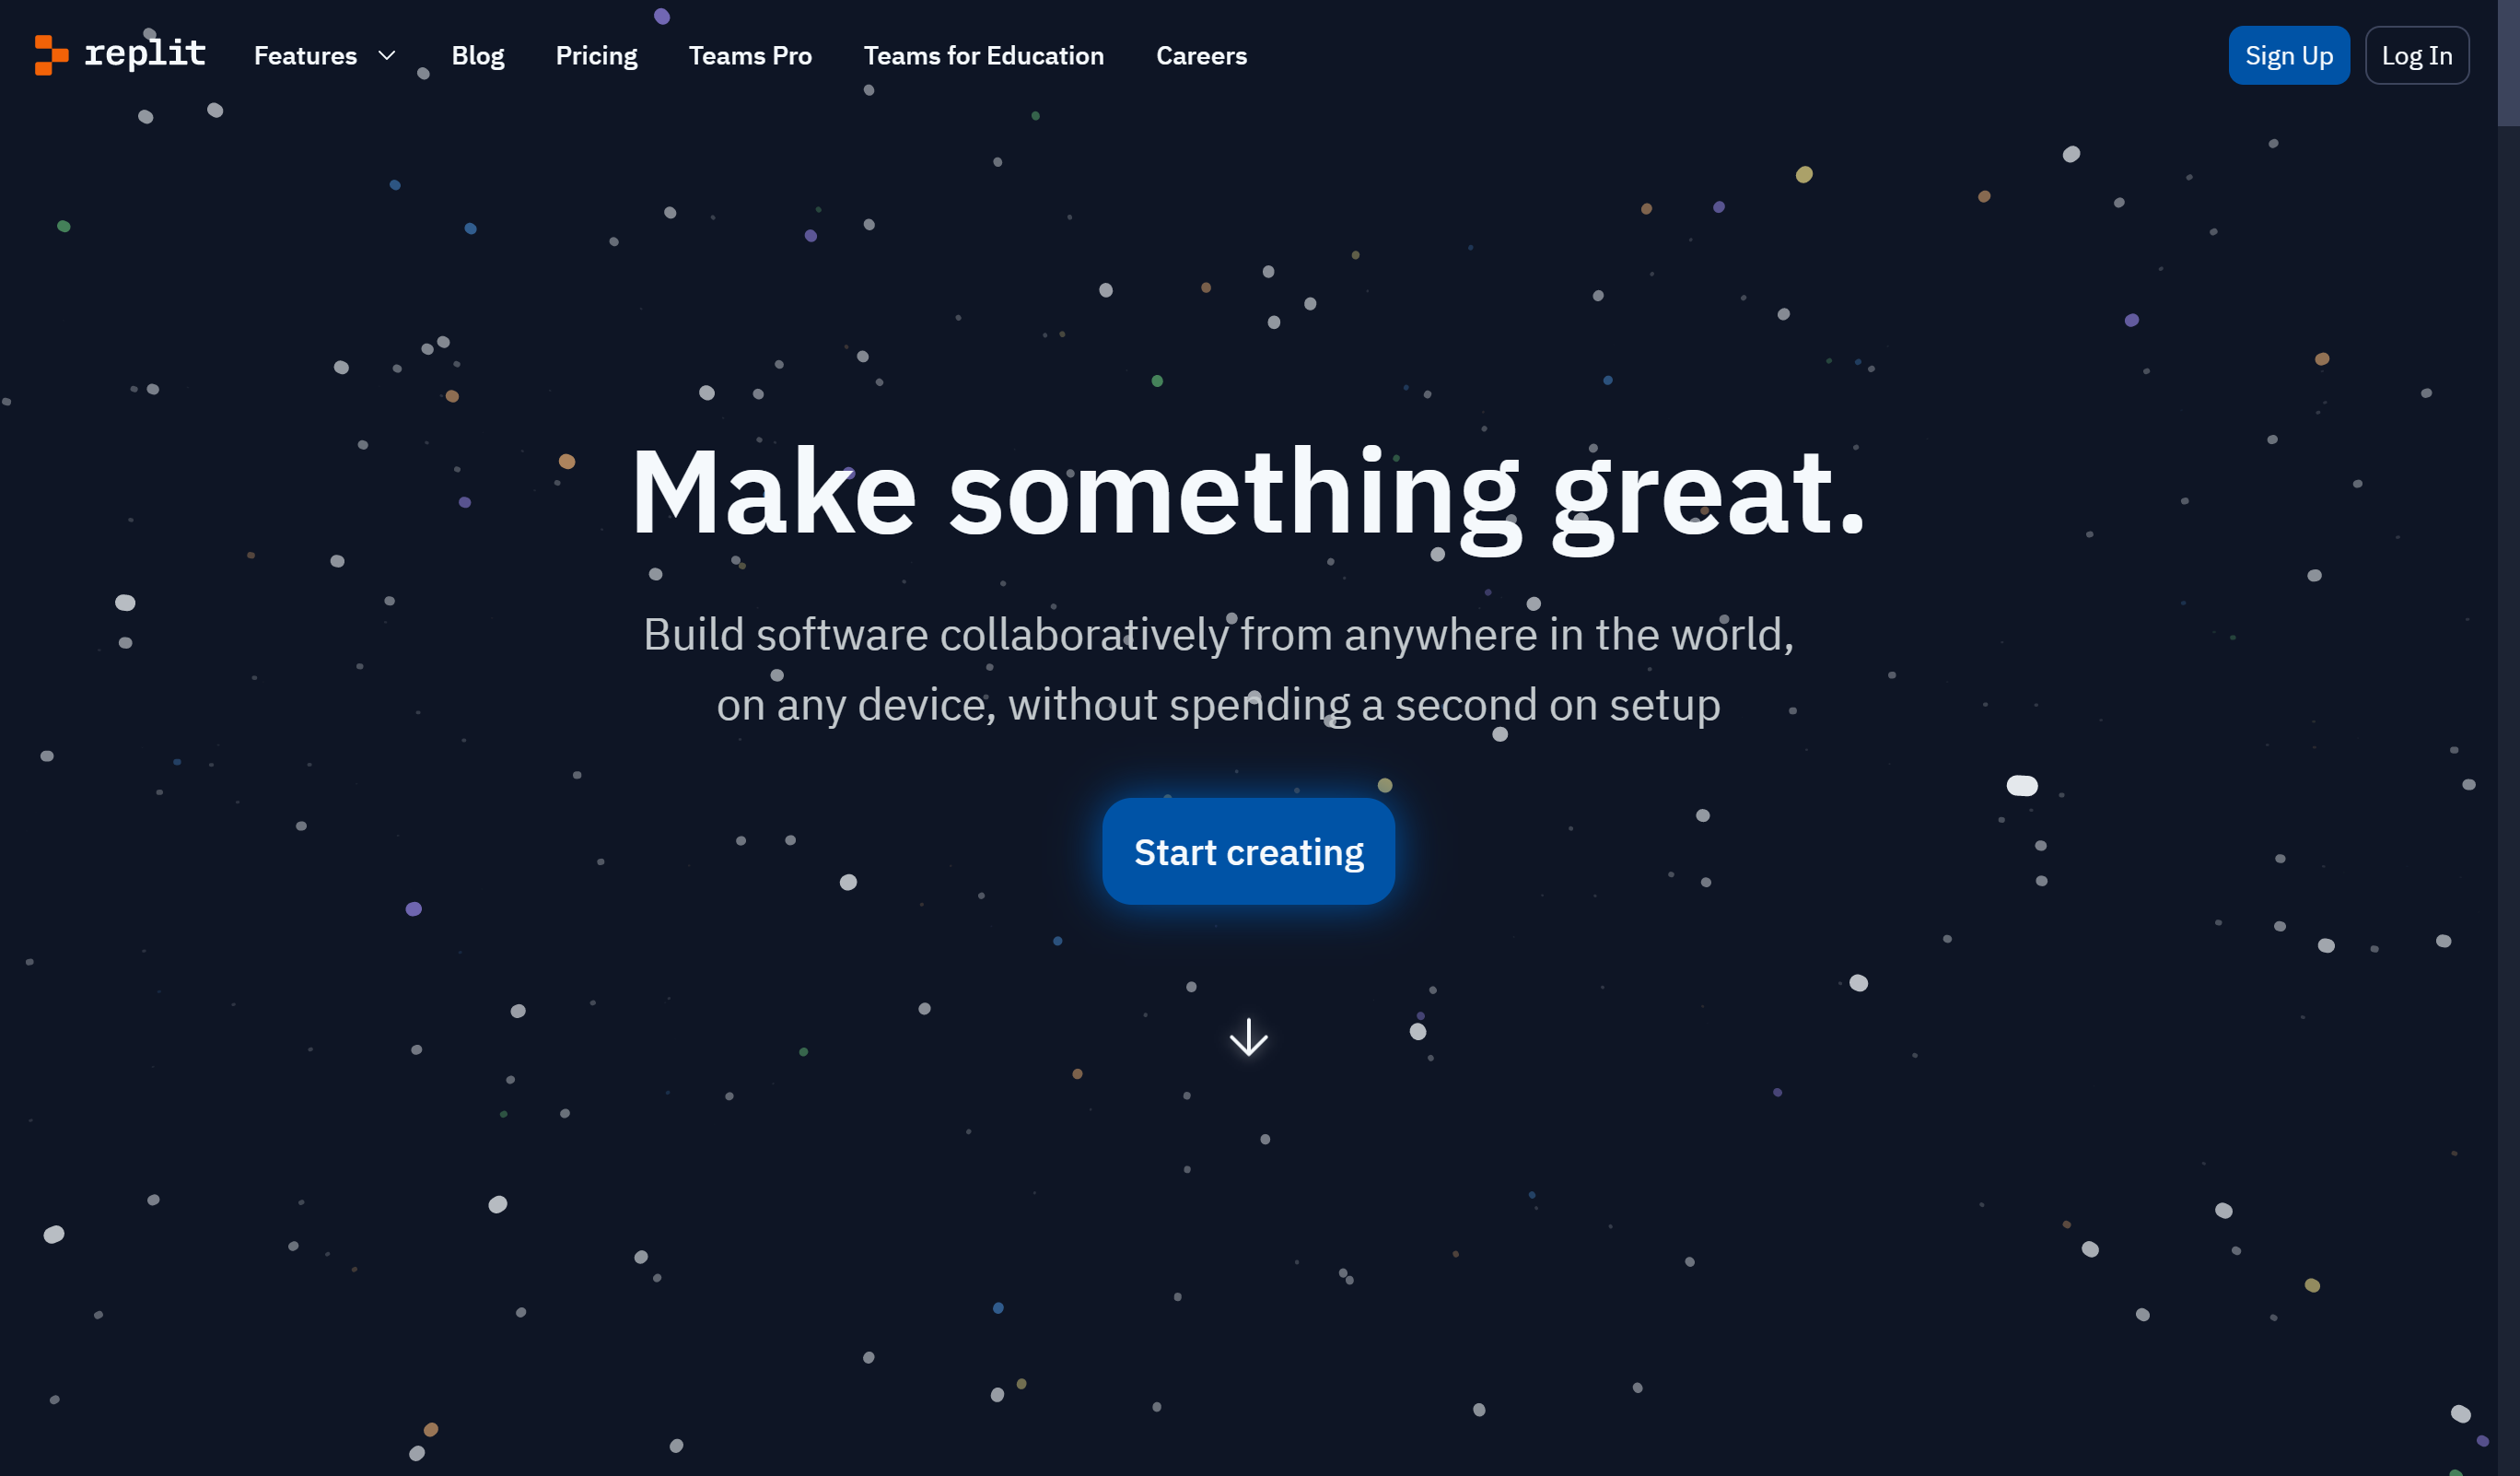 replit Features Blog Pricing Teams Pro Teams for Education Careers Sign Up Log In
Make something great.
Build software collaboratively from anywhere in the world,
on any device, without spending a second on setup
Start creating